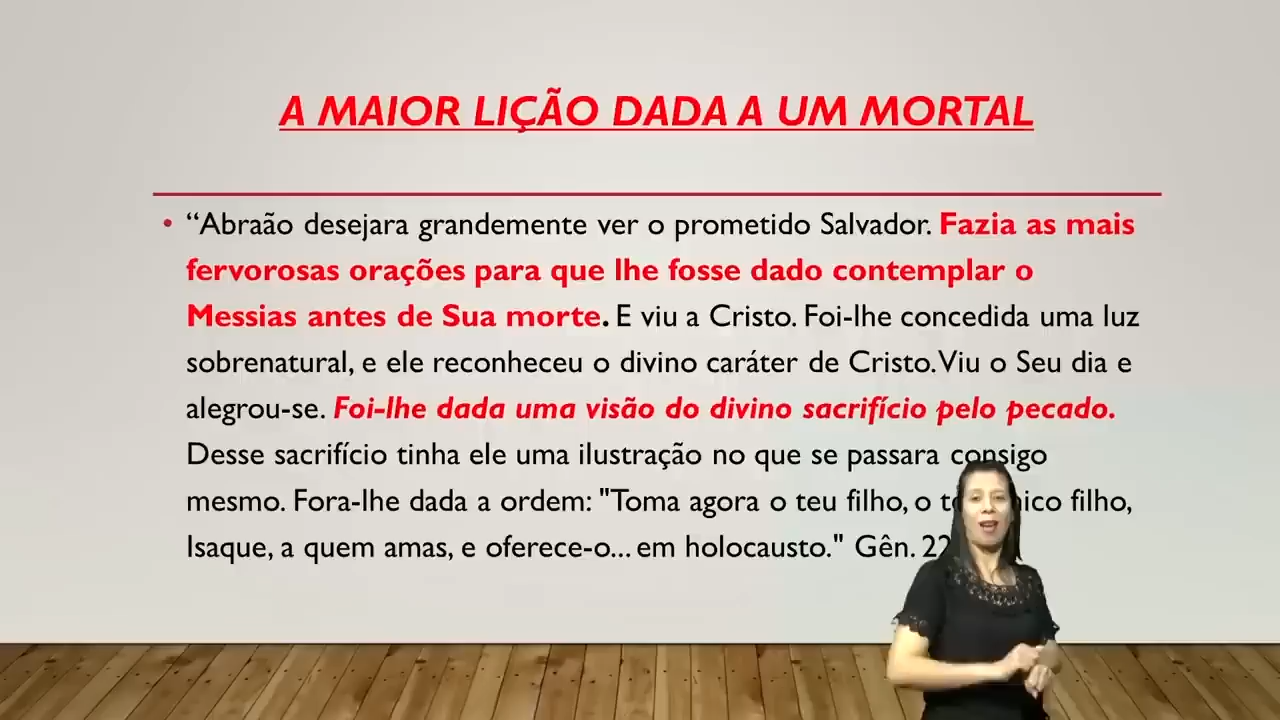 A MAIOR LIÇÃO DADA A UM MORTAL
• “Abraão desejara grandemente ver o prometido Salvador. Fazia as mais
fervorosas orações para que lhe fosse dado contemplar o
Messias antes de Sua morte. E viu a Cristo. Foi-lhe concedida uma luz
sobrenatural, e ele reconheceu o divino caráter de Cristo. Viu o Seu dia e
alegrou-se. Foi-lhe dada uma visão do divino sacrifício pelo pecado.
Desse sacrifício tinha ele uma ilustração no que se passara consigo
mesmo. Fora-lhe dada a ordem: "Toma agora o teu filho, o filho,
Isaque, a quem amas, e oferece-o... em holocausto." Gên. 22